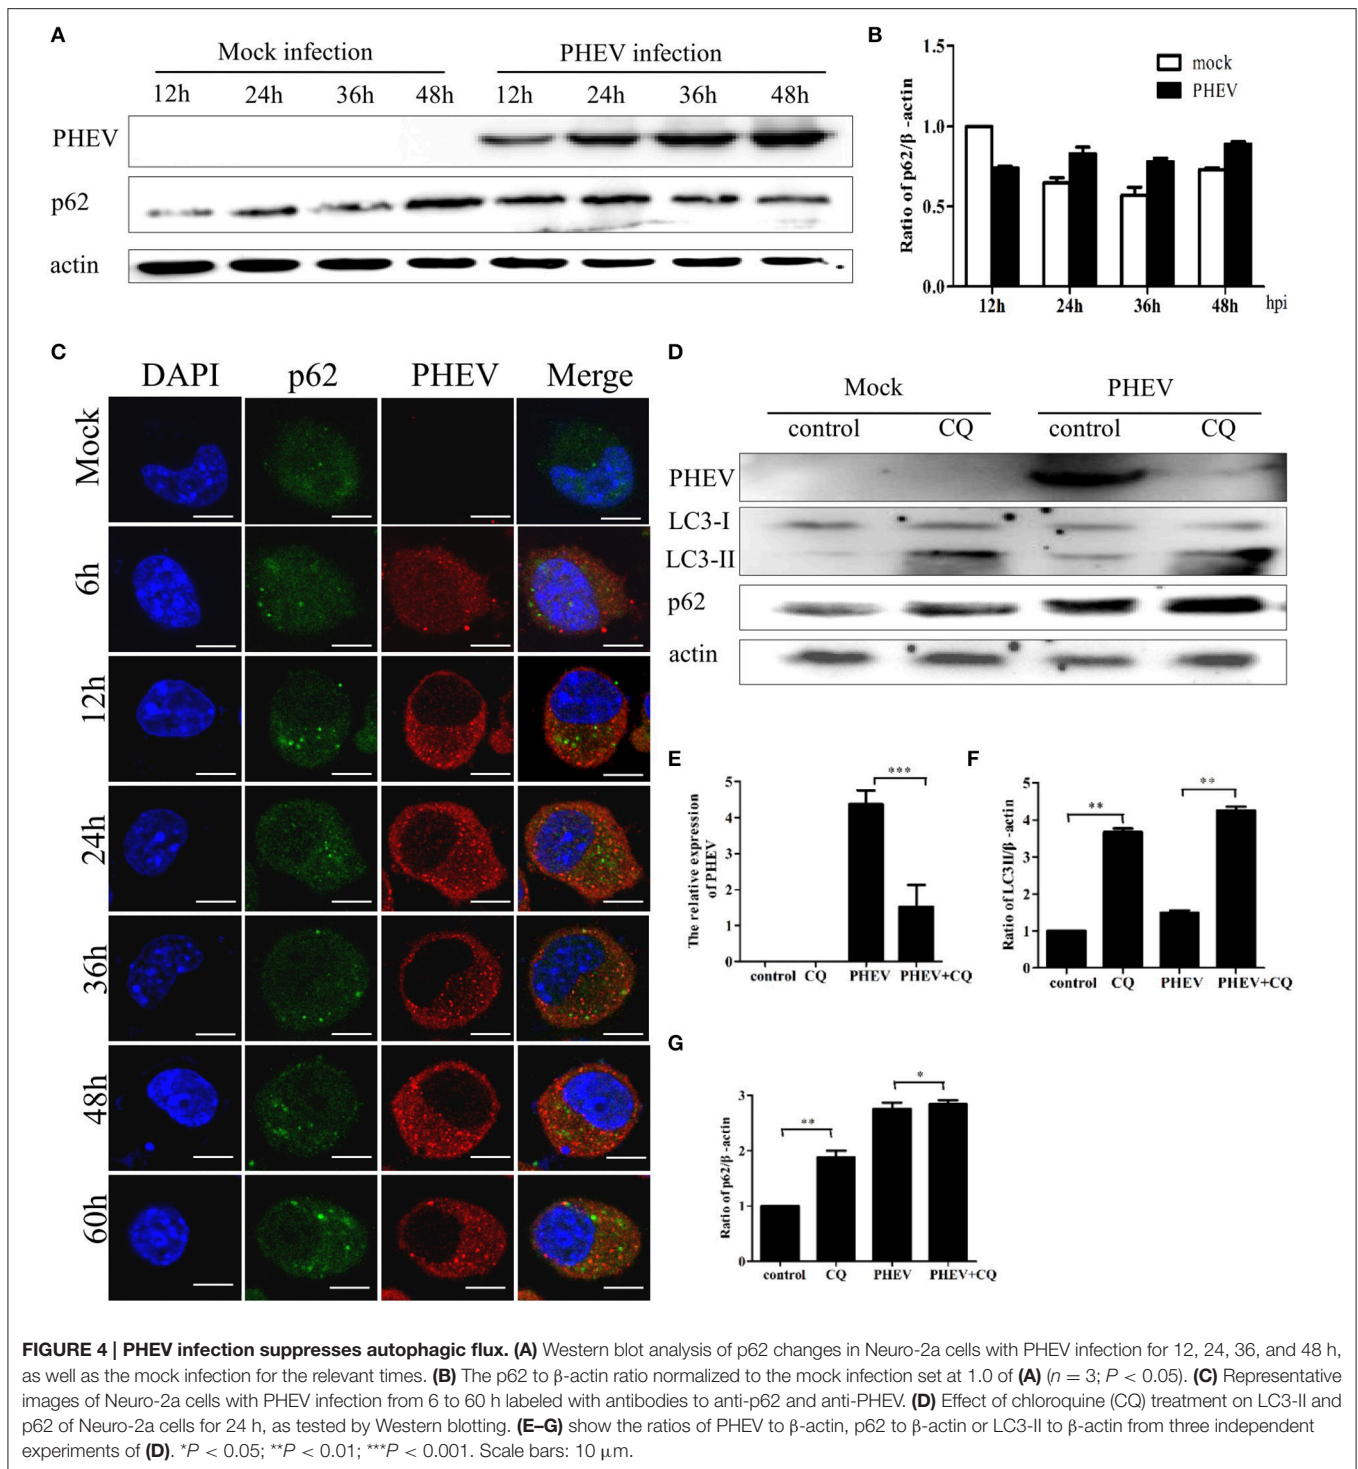 A
Mock infection
PHEV infection
12h 24h 36h 48h 12h 24h 36h 48h
PHEV
p62
actin
B
1.5
1.0
0.5
0.0
Ratio of p62/β -actin
mock
PHEV
12h 24h 36h 48h hpi
C
DAPI p62 PHEV Merge
Mock
6h
12h
24h
36h
48h
60h
D
Mock PHEV
control CQ control CQ
PHEV
LC3-I
LC3-II
p62
actin
E
The relative expression
of PHEV
5
4
3
2
1
0
***
control CQ PHEV PHEV+CQ
F
Ratio of LC3II/β -actin
5
4
3
2
1
0
**
**
control CQ PHEV PHEV+CQ
G
Ratio of p62/β -actin
3
2
1
0
**
*
control CQ PHEV PHEV+CQ
FIGURE 4 | PHEV infection suppresses autophagic flux. (A) Western blot analysis of p62 changes in Neuro-2a cells with PHEV infection for 12, 24, 36, and 48 h,
as well as the mock infection for the relevant times. (B) The p62 to β-actin ratio normalized to the mock infection set at 1.0 of (A) (n = 3; P < 0.05). (C) Representative
images of Neuro-2a cells with PHEV infection from 6 to 60 h labeled with antibodies to anti-p62 and anti-PHEV. (D) Effect of chloroquine (CQ) treatment on LC3-II and
p62 of Neuro-2a cells for 24 h, as tested by Western blotting. (E–G) show the ratios of PHEV to β-actin, p62 to β-actin or LC3-II to β-actin from three independent
experiments of (D). *P < 0.05; **P < 0.01; ***P < 0.001. Scale bars: 10 μm.